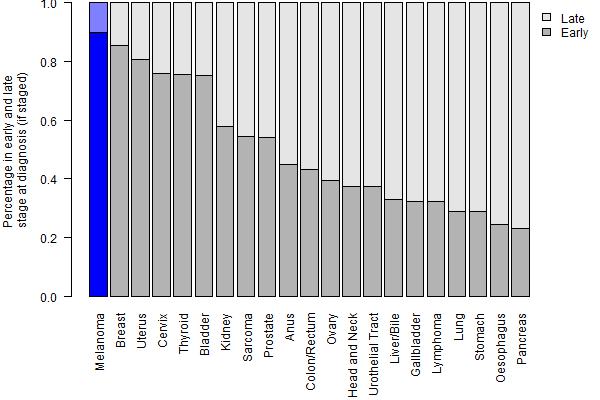 Percentage in early and late
stage at diagnosis (if staged)
1.0
0.8
0.6
0.4
0.2
0.0
Late
Early
Melanoma
Breast
Uterus
Cervix
Thyroid
Bladder
Kidney
Sarcoma
Prostate
Anus
Colon/Rectum
Ovary
Head and Neck
Urothelial Tract
Liver/Bile
Gallbladder
Lymphoma
Lung
Stomach
Oesophagus
Pancreas